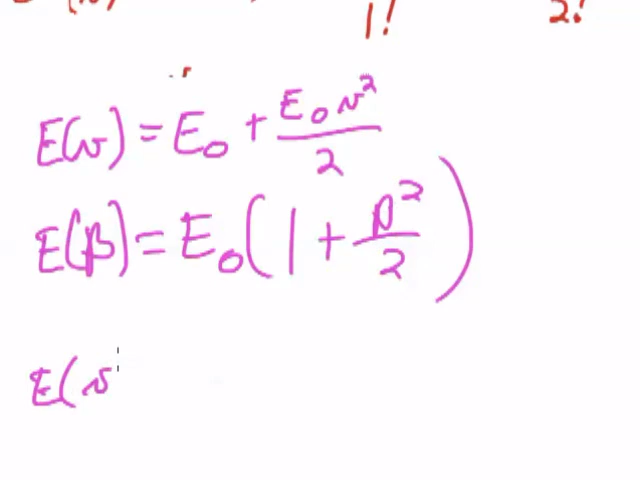 1! 2!
E(v) = E₀ + E₀v²/2
E(β) = E₀(1 + β²/2)
E(v